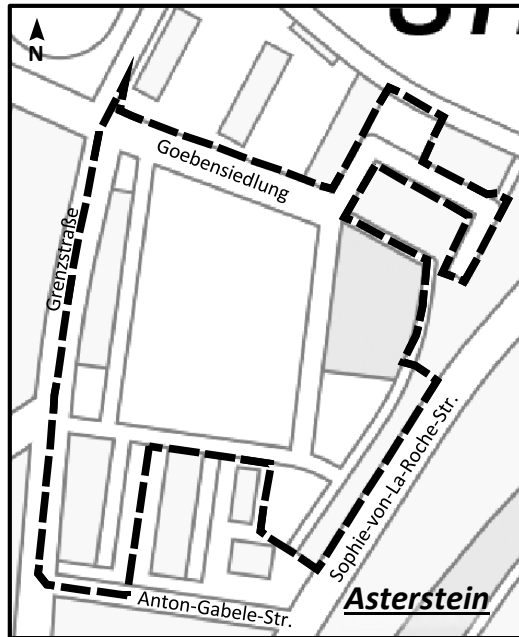 N
Goebensiedlung
Grenzstraße
Sophie-von-La-Roche-Str.
Anton-Gabele-Str.
Asterstein